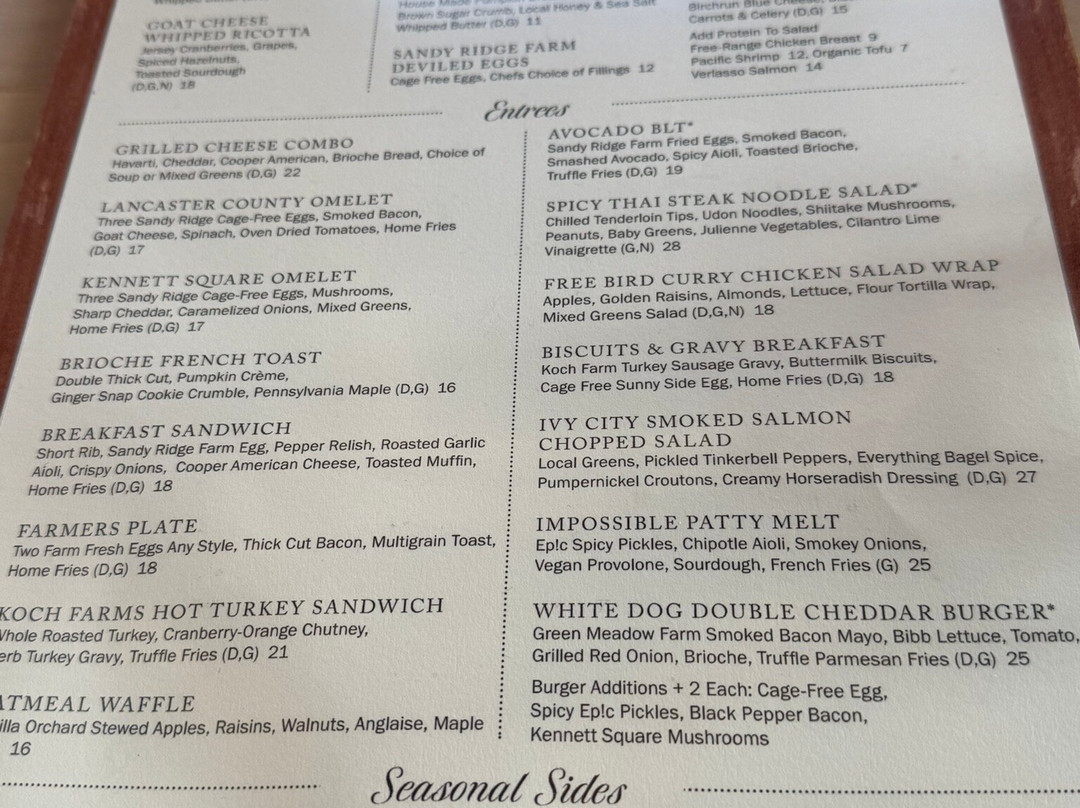 GOAT CHEESE
WHIPPED RICOTTA
Jersey Cranberries, Grapes,
Spiced Hazelnuts,
Toasted Sourdough
(D,G,N) 18
Brown Sugar Crumb, Local Honey & Sea Salt
Whipped Butter (D,G) 11
SANDY RIDGE FARM
DEVILED EGGS
Cage Free Eggs, Chefs Choice of Fillings 12
Carrots & Celery (D,G) 15
Add Protein To Salad
Free-Range Chicken Breast 9
Pacific Shrimp 12, Organic Tofu 7
Verlasso Salmon 14
Entrees
GRILLED CHEESE COMBO
Havarti, Cheddar, Cooper American, Brioche Bread, Choice of
Soup or Mixed Greens (D,G) 22
LANCASTER COUNTY OMELET
Three Sandy Ridge Cage-Free Eggs, Smoked Bacon,
Goat Cheese, Spinach, Oven Dried Tomatoes, Home Fries
(D,G) 17
KENNETT SQUARE OMELET
Three Sandy Ridge Cage-Free Eggs, Mushrooms,
Sharp Cheddar, Caramelized Onions, Mixed Greens,
Home Fries (D,G) 17
BRIOCHE FRENCH TOAST
Double Thick Cut, Pumpkin Crème,
Ginger Snap Cookie Crumble, Pennsylvania Maple (D,G) 16
BREAKFAST SANDWICH
Short Rib, Sandy Ridge Farm Egg, Pepper Relish, Roasted Garlic
Aioli, Crispy Onions, Cooper American Cheese, Toasted Muffin,
Home Fries (D,G) 18
FARMERS PLATE
Two Farm Fresh Eggs Any Style, Thick Cut Bacon, Multigrain Toast,
Home Fries (D,G) 18
KOCH FARMS HOT TURKEY SANDWICH
Whole Roasted Turkey, Cranberry-Orange Chutney,
erb Turkey Gravy, Truffle Fries (D,G) 21
ATMEAL WAFFLE
illa Orchard Stewed Apples, Raisins, Walnuts, Anglaise, Maple
16
AVOCADO BLT*
Sandy Ridge Farm Fried Eggs, Smoked Bacon,
Smashed Avocado, Spicy Aioli, Toasted Brioche,
Truffle Fries (D,G) 19
SPICY THAI STEAK NOODLE SALAD*
Chilled Tenderloin Tips, Udon Noodles, Shiitake Mushrooms,
Peanuts, Baby Greens, Julienne Vegetables, Cilantro Lime
Vinaigrette (G,N) 28
FREE BIRD CURRY CHICKEN SALAD WRAP
Apples, Golden Raisins, Almonds, Lettuce, Flour Tortilla Wrap,
Mixed Greens Salad (D,G,N) 18
BISCUITS & GRAVY BREAKFAST
Koch Farm Turkey Sausage Gravy, Buttermilk Biscuits,
Cage Free Sunny Side Egg, Home Fries (D,G) 18
IVY CITY SMOKED SALMON
CHOPPED SALAD
Local Greens, Pickled Tinkerbell Peppers, Everything Bagel Spice,
Pumpernickel Croutons, Creamy Horseradish Dressing (D,G) 27
IMPOSSIBLE PATTY MELT
Ep!c Spicy Pickles, Chipotle Aioli, Smokey Onions,
Vegan Provolone, Sourdough, French Fries (G) 25
WHITE DOG DOUBLE CHEDDAR BURGER*
Green Meadow Farm Smoked Bacon Mayo, Bibb Lettuce, Tomato,
Grilled Red Onion, Brioche, Truffle Parmesan Fries (D,G) 25
Burger Additions + 2 Each: Cage-Free Egg,
Spicy Ep!c Pickles, Black Pepper Bacon,
Kennett Square Mushrooms
Seasonal Sides